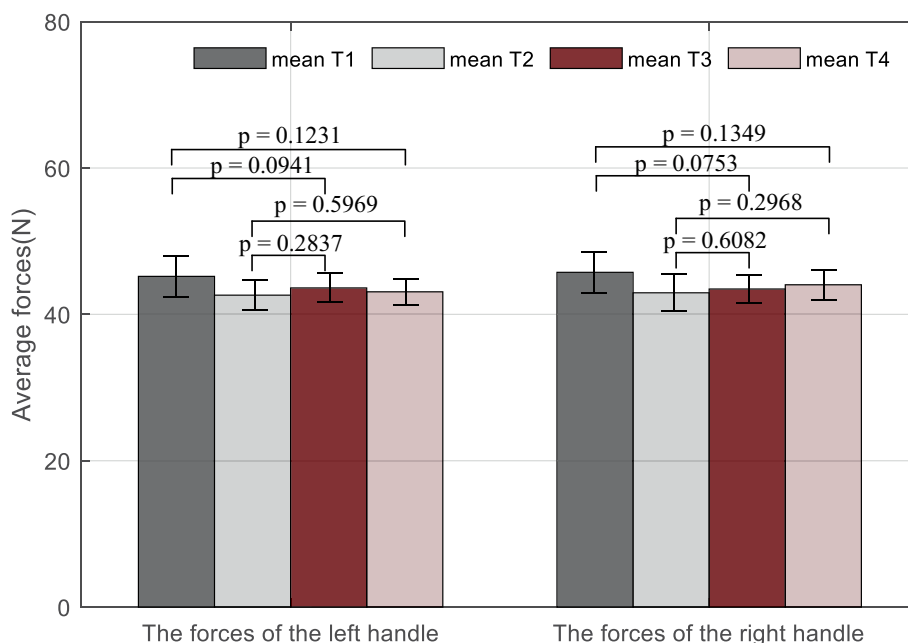 80
mean T1 mean T2 mean T3 mean T4
p = 0.1231
p = 0.1349
p = 0.0941
p = 0.0753
p = 0.5969
p = 0.2968
p = 0.2837
p = 0.6082
60
40
20
0
Average forces(N)
The forces of the left handle
The forces of the right handle